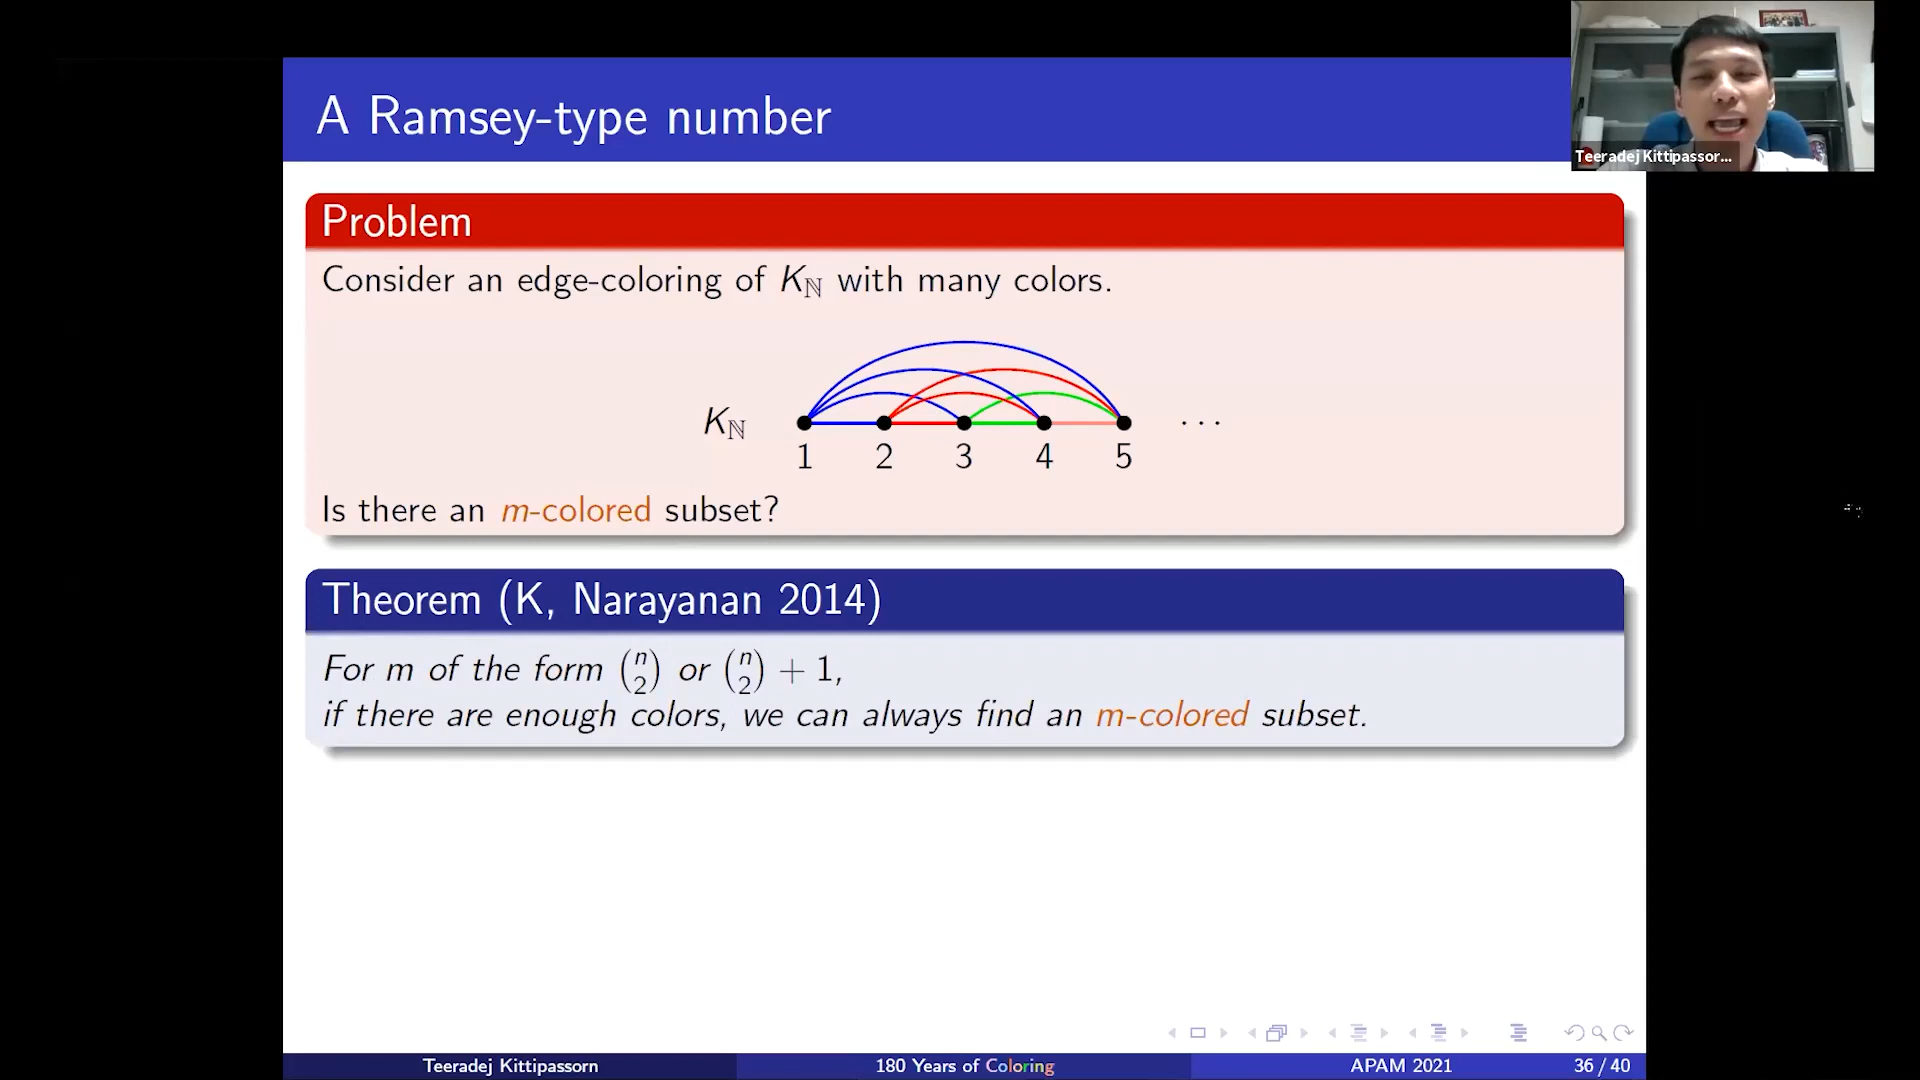 A Ramsey-type number
Teeradej Kittipassor...
Problem
Consider an edge-coloring of K_ℕ with many colors.
K_ℕ
1 2 3 4 5 ...
Is there an m-colored subset?
Theorem (K, Narayanan 2014)
For m of the form (n 2) or (n 2) + 1,
if there are enough colors, we can always find an m-colored subset.
Teeradej Kittipassorn 180 Years of Coloring APAM 2021 36 / 40